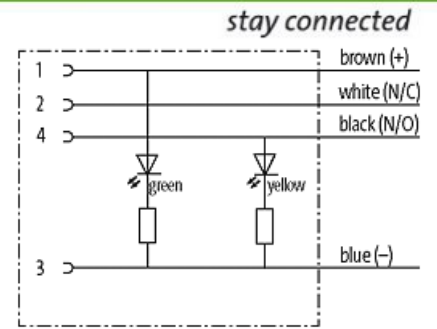 stay connected
1 brown (+)
2 white (N/C)
4 black (N/O)
green yellow
3 blue (–)